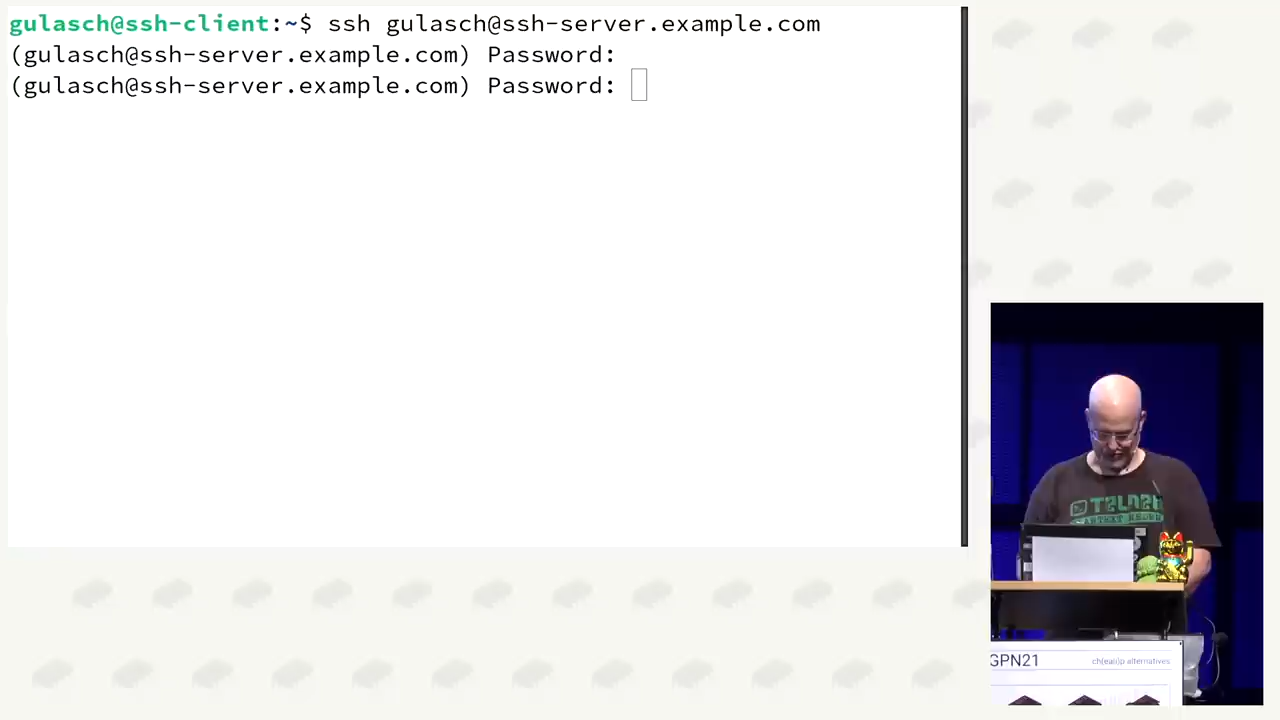 gulasch@ssh-client:~$ ssh gulasch@ssh-server.example.com
(gulasch@ssh-server.example.com) Password:
(gulasch@ssh-server.example.com) Password:
GPN21
ch(ea)p alternatives